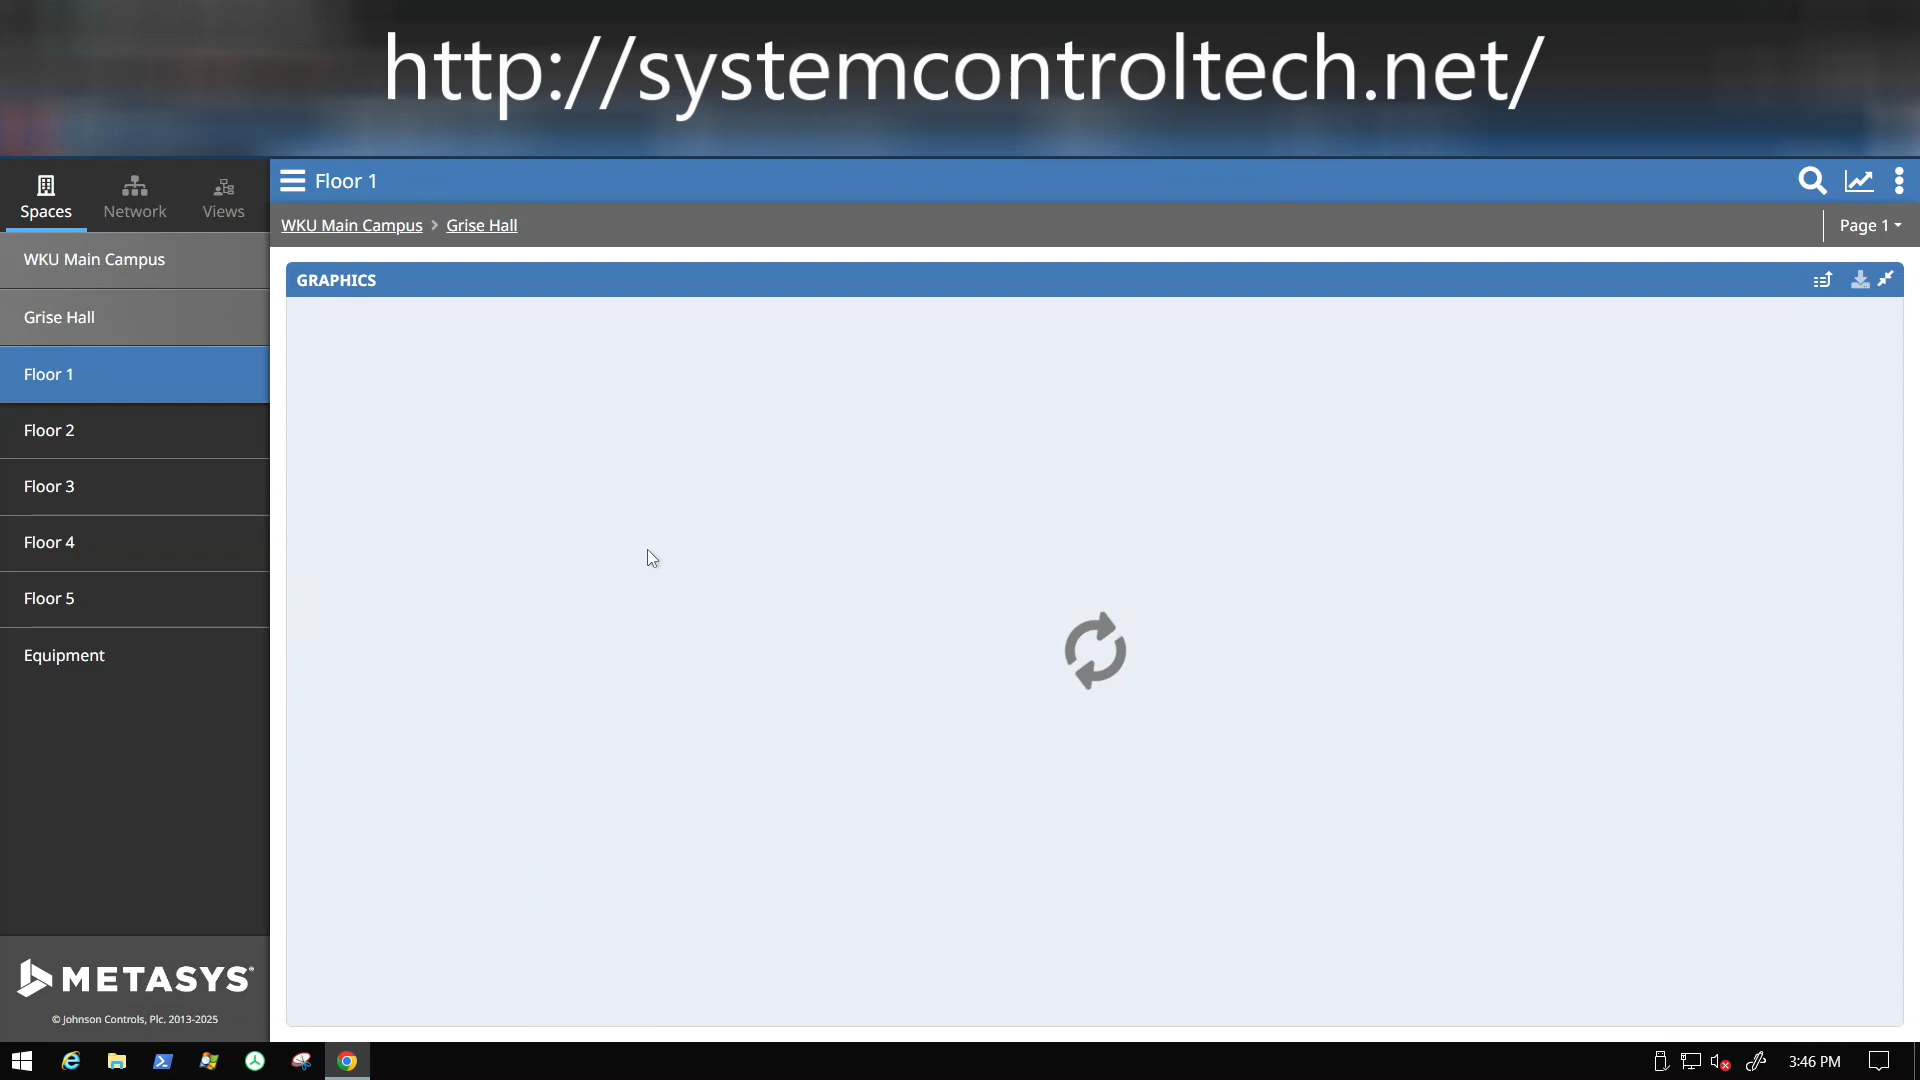 http://systemcontroltech.net/
Spaces
Network
Views
Floor 1
WKU Main Campus > Grise Hall
Page 1
WKU Main Campus
GRAPHICS
Grise Hall
Floor 1
Floor 2
Floor 3
Floor 4
Floor 5
Equipment
METASYS®
© Johnson Controls, Plc. 2013-2025
3:46 PM